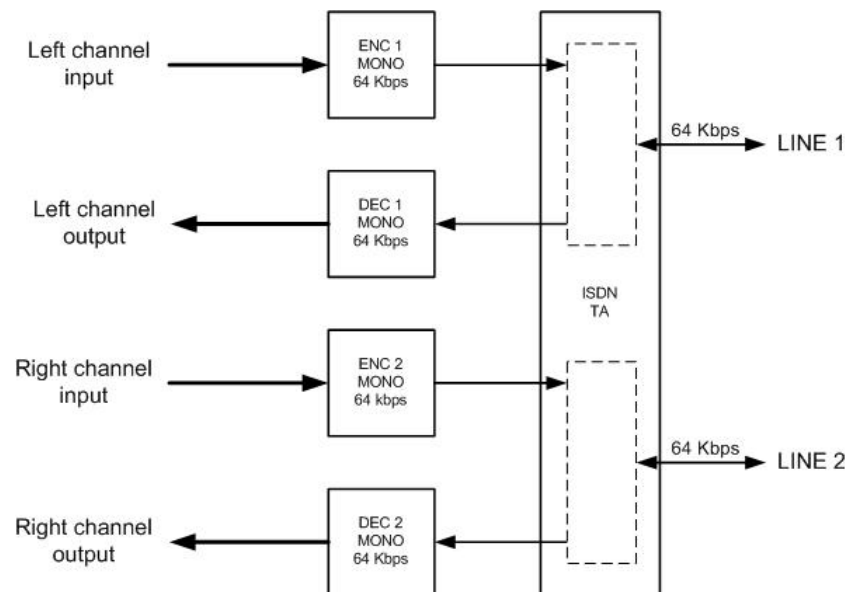 Left channel
input
ENC 1
MONO
64 Kbps
64 Kbps
LINE 1
Left channel
output
DEC 1
MONO
64 Kbps
ISDN
TA
Right channel
input
ENC 2
MONO
64 kbps
64 Kbps
LINE 2
Right channel
output
DEC 2
MONO
64 Kbps